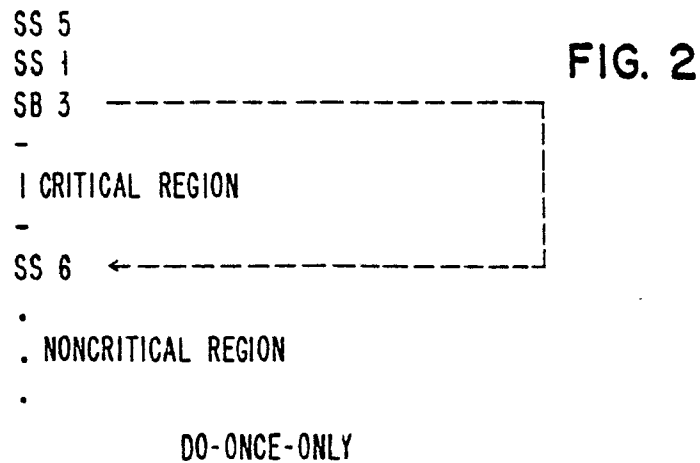 SS 5
SS 1
FIG. 2
SB 3
-
| CRITICAL REGION
-
SS 6
.
. NONCRITICAL REGION
.
DO-ONCE-ONLY